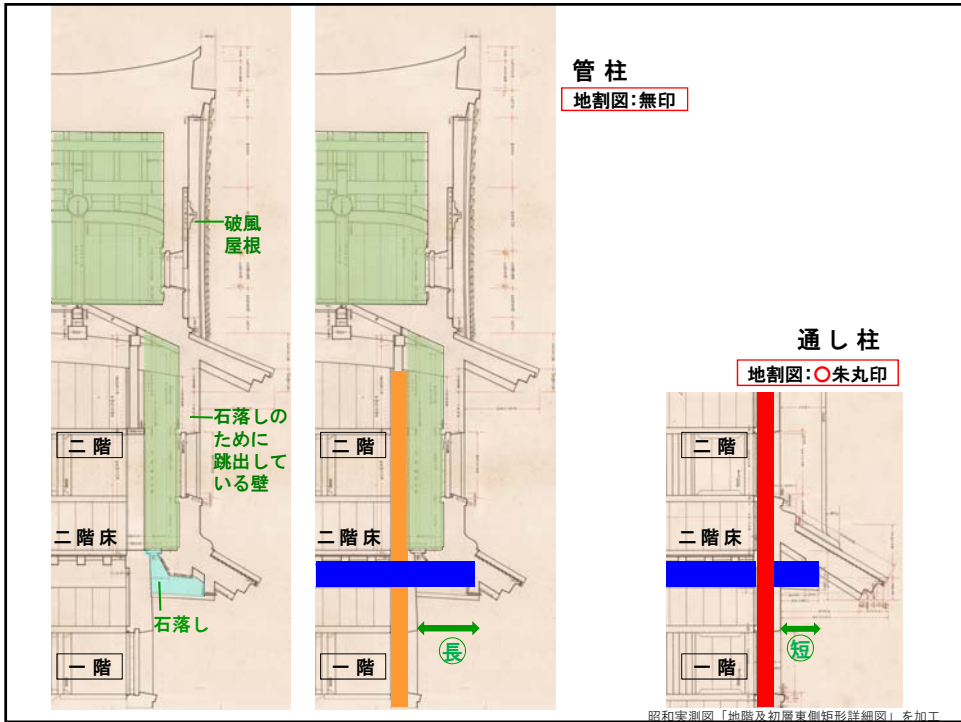 管柱
地割図:無印
破風
屋根
通し柱
地割図:○朱丸印
石落しの
ために
跳出して
いる壁
二階
二階
二階
二階床
二階床
二階床
石落し
長
短
一階
一階
一階
昭和実測図「地階及初層東側矩形詳細図」を加工